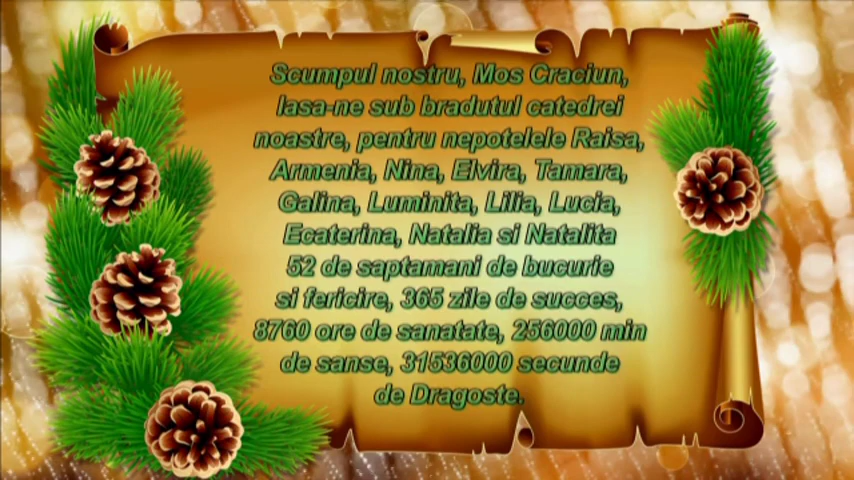 Scumpul nostru, Mos Craciun,
lasa-ne sub bradutul catedrei
noastre, pentru nepotelele Raisa,
Armenia, Nina, Elvira, Tamara,
Galina, Luminita, Lilia, Lucia,
Ecaterina, Natalia si Natalita
52 de saptamani de bucurie
si fericire, 365 zile de succes,
8760 ore de sanatate, 256000 min
de sanse, 31536000 secunde
de Dragoste.